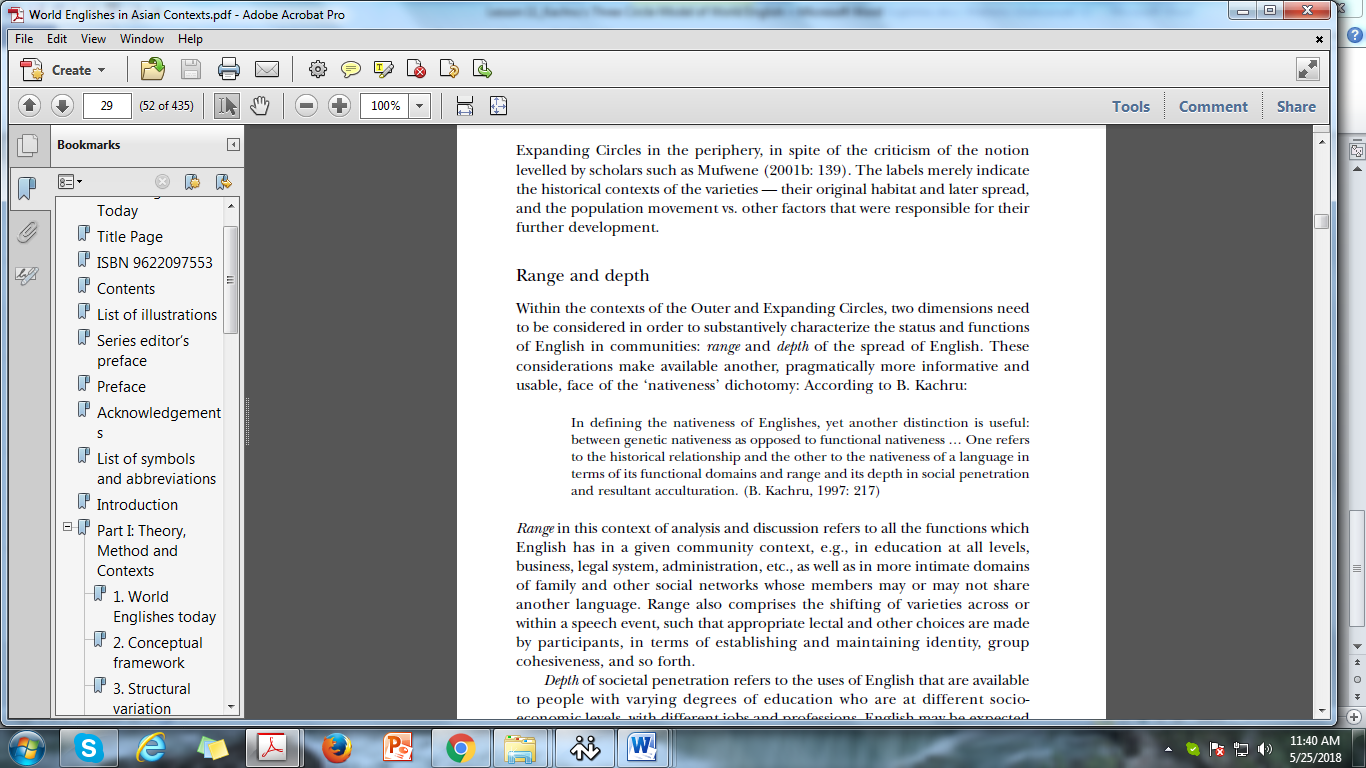 World Englishes in Asian Contexts.pdf - Adobe Acrobat Pro
File Edit View Window Help
Create
29 (52 of 435) 100% Tools Comment Share
Bookmarks
Today
Title Page
ISBN 9622097553
Contents
List of illustrations
Series editor's
preface
Preface
Acknowledgement
s
List of symbols
and abbreviations
Introduction
Part I: Theory,
Method and
Contexts
1. World
Englishes today
2. Conceptual
framework
3. Structural
variation
Expanding Circles in the periphery, in spite of the criticism of the notion
levelled by scholars such as Mufwene (2001b: 139). The labels merely indicate
the historical contexts of the varieties — their original habitat and later spread,
and the population movement vs. other factors that were responsible for their
further development.
Range and depth
Within the contexts of the Outer and Expanding Circles, two dimensions need
to be considered in order to substantively characterize the status and functions
of English in communities: range and depth of the spread of English. These
considerations make available another, pragmatically more informative and
usable, face of the 'nativeness' dichotomy: According to B. Kachru:
In defining the nativeness of Englishes, yet another distinction is useful:
between genetic nativeness as opposed to functional nativeness … One refers
to the historical relationship and the other to the nativeness of a language in
terms of its functional domains and range and its depth in social penetration
and resultant acculturation. (B. Kachru, 1997: 217)
Range in this context of analysis and discussion refers to all the functions which
English has in a given community context, e.g., in education at all levels,
business, legal system, administration, etc., as well as in more intimate domains
of family and other social networks whose members may or may not share
another language. Range also comprises the shifting of varieties across or
within a speech event, such that appropriate lectal and other choices are made
by participants, in terms of establishing and maintaining identity, group
cohesiveness, and so forth.
Depth of societal penetration refers to the uses of English that are available
to people with varying degrees of education who are at different socio-
economic levels, with different jobs and professions. English may be expected
11:40 AM
5/25/2018